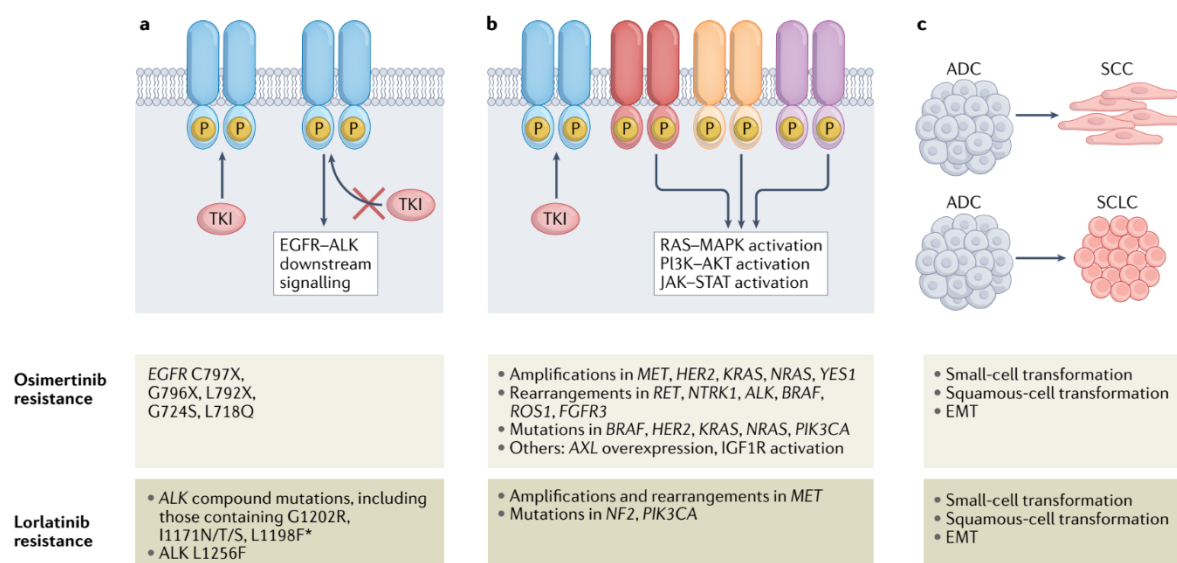 a
P
P
P
P
TKI
TKI
EGFR–ALK
downstream
signalling
b
P
P
P
P
P
P
P
P
TKI
RAS–MAPK activation
PI3K–AKT activation
JAK–STAT activation
c
ADC
SCC
ADC
SCLC
Osimertinib
resistance
EGFR C797X,
G796X, L792X,
G724S, L718Q
• Amplifications in MET, HER2, KRAS, NRAS, YES1
• Rearrangements in RET, NTRK1, ALK, BRAF,
ROS1, FGFR3
• Mutations in BRAF, HER2, KRAS, NRAS, PIK3CA
• Others: AXL overexpression, IGF1R activation
• Small-cell transformation
• Squamous-cell transformation
• EMT
Lorlatinib
resistance
• ALK compound mutations, including
those containing G1202R,
I1171N/T/S, L1198F*
• ALK L1256F
• Amplifications and rearrangements in MET
• Mutations in NF2, PIK3CA
• Small-cell transformation
• Squamous-cell transformation
• EMT